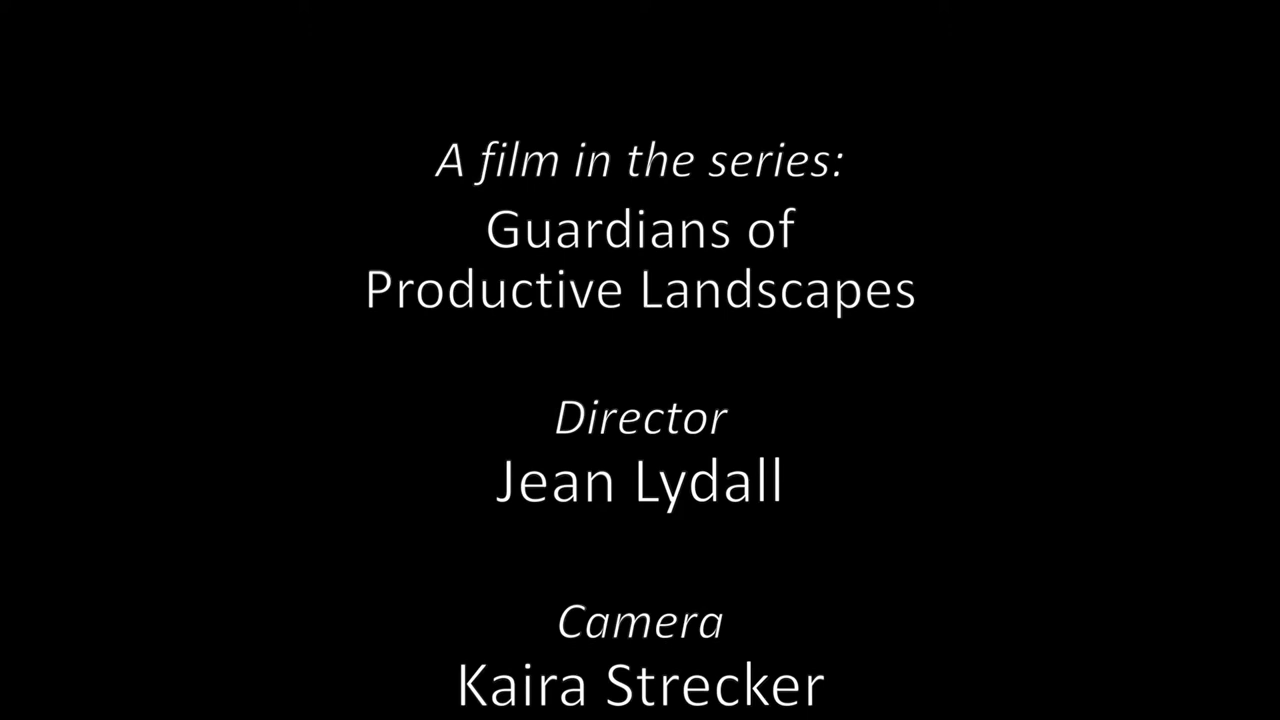 A film in the series:
Guardians of
Productive Landscapes
Director
Jean Lydall
Camera
Kaira Strecker